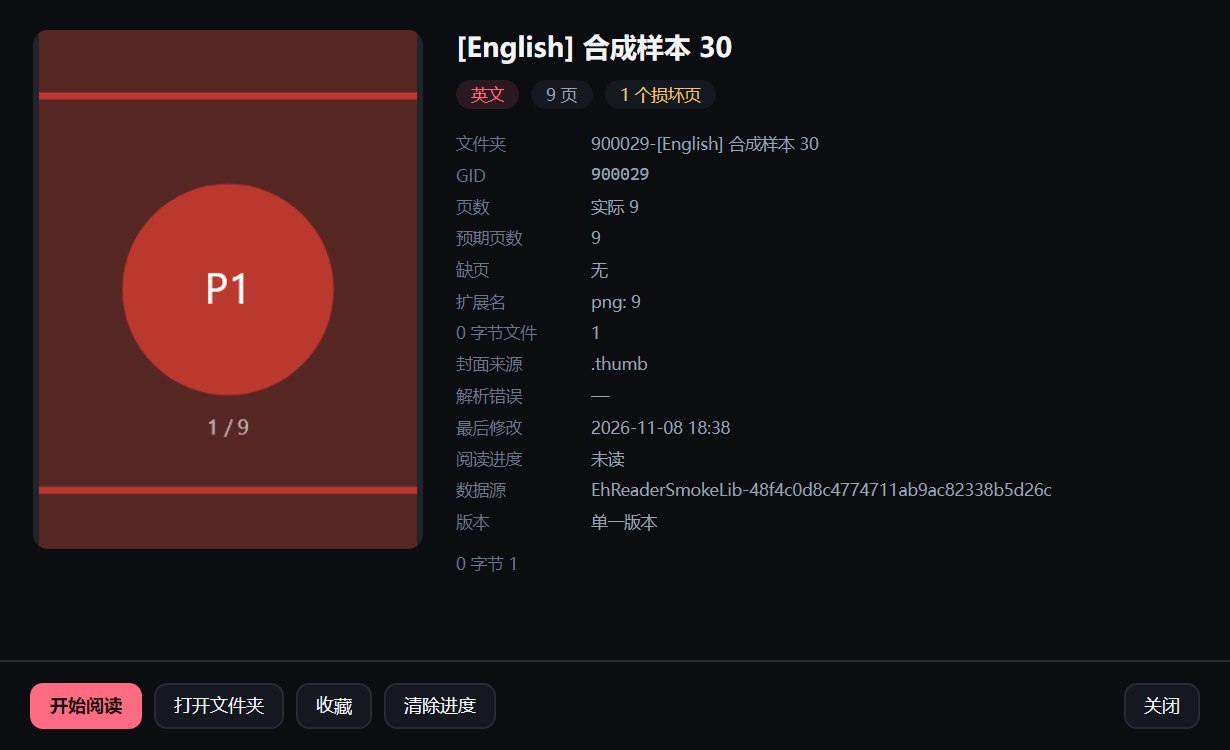 [English] 合成样本 30
英文 9 页 1 个损坏页
文件夹 900029-[English] 合成样本 30
GID 900029
页数 实际 9
预期页数 9
缺页 无
扩展名 png: 9
0 字节文件 1
封面来源 .thumb
解析错误 —
最后修改 2026-11-08 18:38
阅读进度 未读
数据源 EhReaderSmokeLib-48f4c0d8c4774711ab9ac82338b5d26c
版本 单一版本
0 字节 1
P1
1 / 9
开始阅读 打开文件夹 收藏 清除进度 关闭